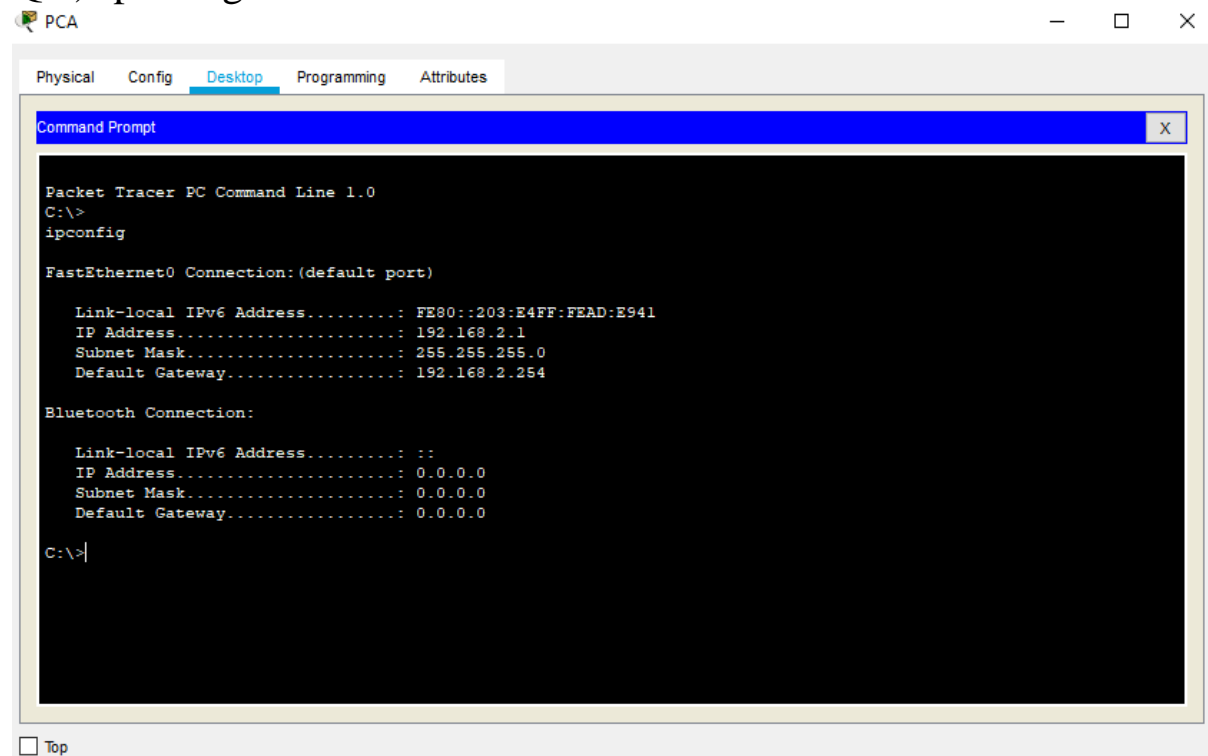 PCA
Physical Config Desktop Programming Attributes
Command Prompt
X
Packet Tracer PC Command Line 1.0
C:\>
ipconfig
FastEthernet0 Connection:(default port)
Link-local IPv6 Address.........: FE80::203:E4FF:FEAD:E941
IP Address......................: 192.168.2.1
Subnet Mask.....................: 255.255.255.0
Default Gateway.................: 192.168.2.254
Bluetooth Connection:
Link-local IPv6 Address.........: ::
IP Address......................: 0.0.0.0
Subnet Mask.....................: 0.0.0.0
Default Gateway.................: 0.0.0.0
C:\>
Top